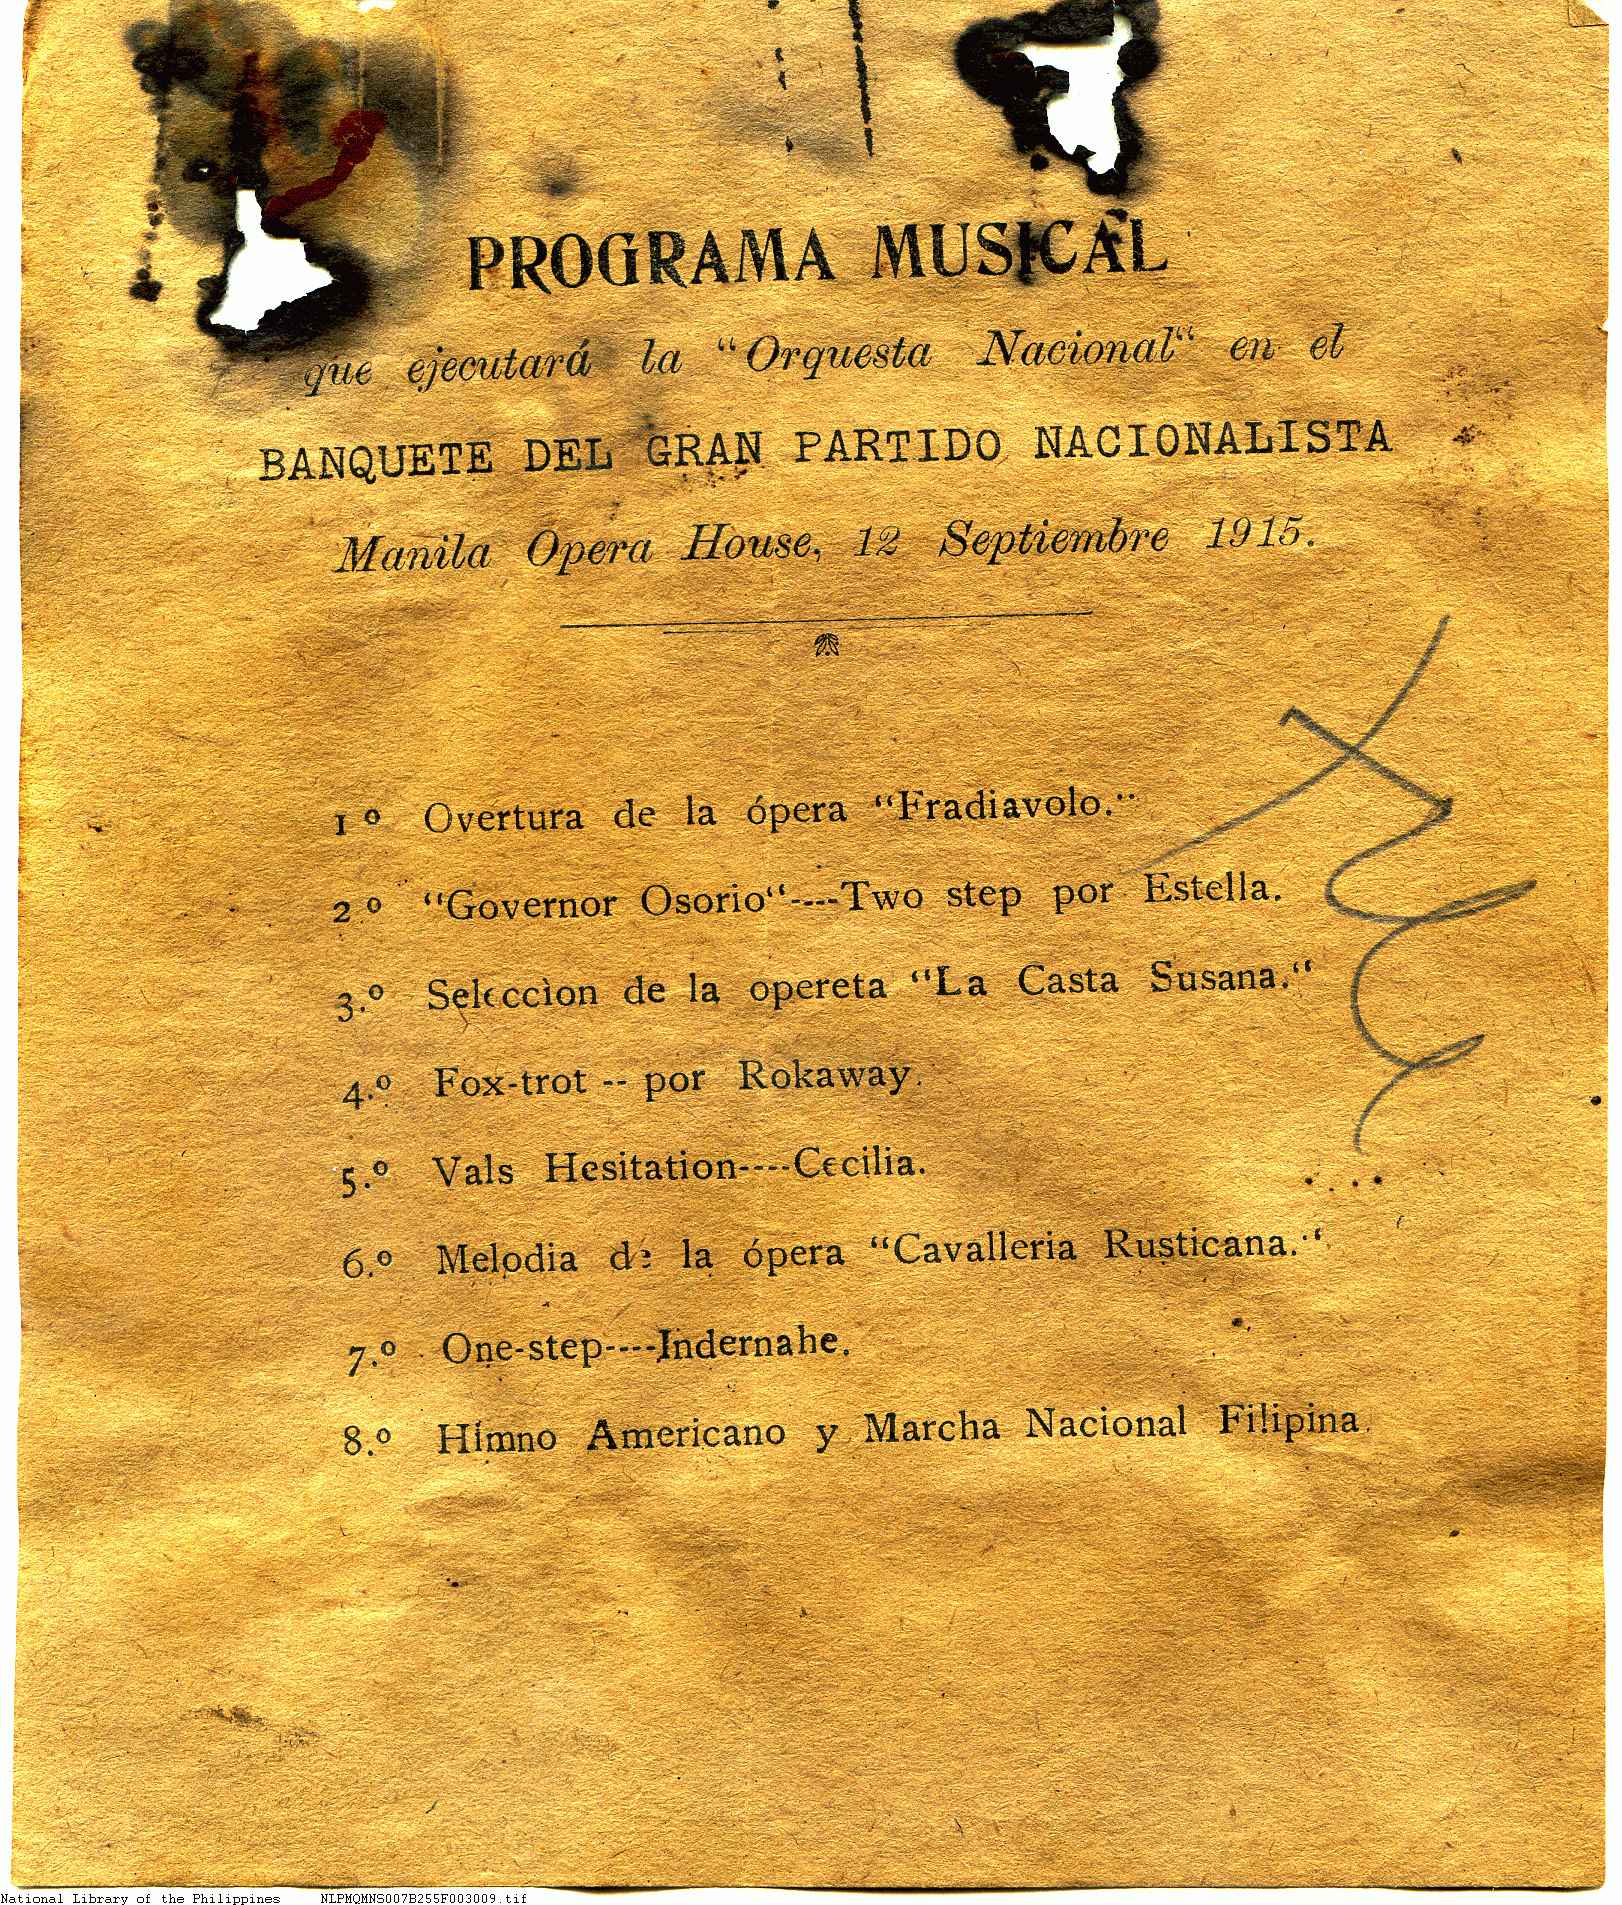 PROGRAMA MUSICAL
que ejecutará la “Orquesta Nacional“ en el
BANQUETE DEL GRAN PARTIDO NACIONALISTA
Manila Opera House, 12 Septiembre 1915.
1º Overtura de la ópera “Fradiavolo.“
2.º “Governor Osorio“----Two step por Estella.
3.º Seleccìon de la opereta “La Casta Susana.“
4.º Fox-trot -- por Rokaway.
5.º Vals Hesitation----Cecilia.
6.º Melodia de la ópera “Cavalleria Rusticana.“
7.º One-step----Indernahe.
8.º Himno Americano y Marcha Nacional Filipina.
National Library of the Philippines NLPMQMNS007B255F003009.tif